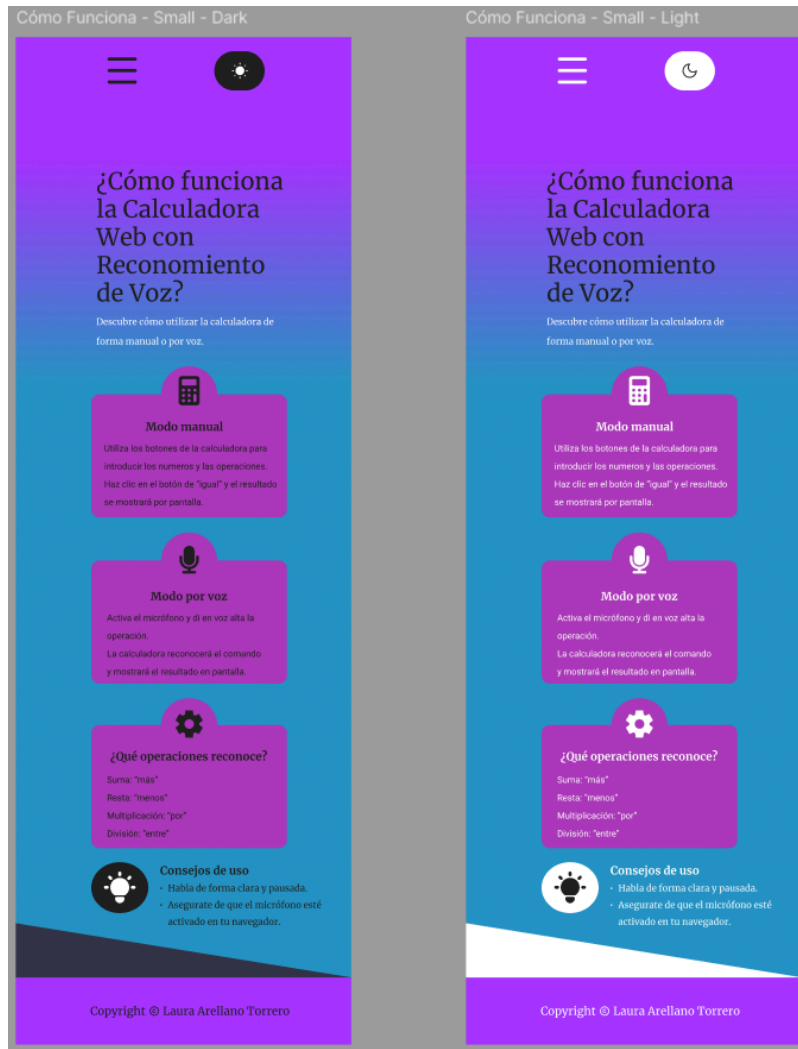 Cómo Funciona - Small - Dark
¿Cómo funciona
la Calculadora
Web con
Reconomiento
de Voz?
Descubre cómo utilizar la calculadora de
forma manual o por voz.
Modo manual
Utiliza los botones de la calculadora para
introducir los numeros y las operaciones.
Haz clic en el botón de "igual" y el resultado
se mostrará por pantalla.
Modo por voz
Activa el micrófono y di en voz alta la
operación.
La calculadora reconocerá el comando
y mostrará el resultado en pantalla.
¿Qué operaciones reconoce?
Suma: "más"
Resta: "menos"
Multiplicación: "por"
División: "entre"
Consejos de uso
• Habla de forma clara y pausada.
• Asegurate de que el micrófono esté
activado en tu navegador.
Copyright © Laura Arellano Torrero
Cómo Funciona - Small - Light
¿Cómo funciona
la Calculadora
Web con
Reconomiento
de Voz?
Descubre cómo utilizar la calculadora de
forma manual o por voz.
Modo manual
Utiliza los botones de la calculadora para
introducir los numeros y las operaciones.
Haz clic en el botón de "igual" y el resultado
se mostrará por pantalla.
Modo por voz
Activa el micrófono y di en voz alta la
operación.
La calculadora reconocerá el comando
y mostrará el resultado en pantalla.
¿Qué operaciones reconoce?
Suma: "más"
Resta: "menos"
Multiplicación: "por"
División: "entre"
Consejos de uso
• Habla de forma clara y pausada.
• Asegurate de que el micrófono esté
activado en tu navegador.
Copyright © Laura Arellano Torrero